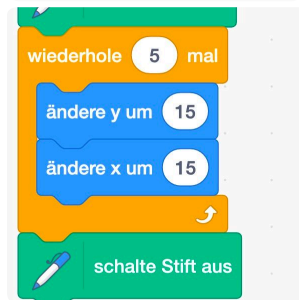 wiederhole 5 mal
ändere y um 15
ändere x um 15
schalte Stift aus